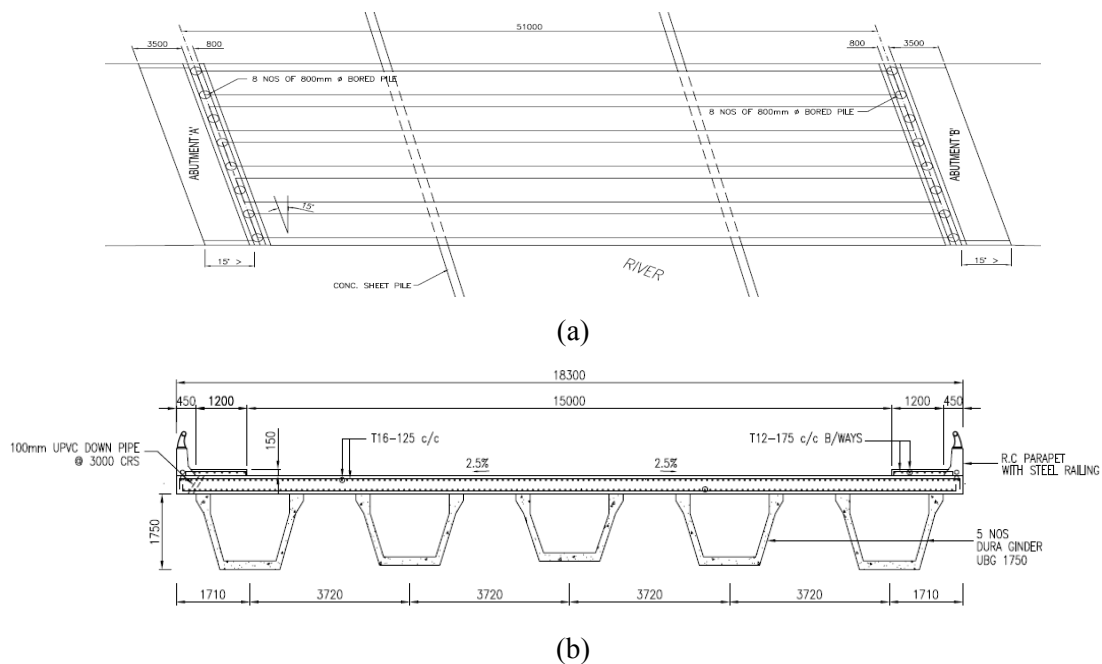 51000
3500
800
800
3500
8 NOS OF 800mm ø BORED PILE
8 NOS OF 800mm ø BORED PILE
ABUTMENT 'A'
ABUTMENT 'B'
15°
15° >
15° >
RIVER
CONC. SHEET PILE
(a)
18300
450
1200
15000
1200
450
100mm UPVC DOWN PIPE
@ 3000 CRS
150
T16-125 c/c
T12-175 c/c B/WAYS
2.5%
2.5%
R.C PARAPET
WITH STEEL RAILING
1750
5 NOS
DURA GINDER
UBG 1750
1710
3720
3720
3720
3720
1710
(b)